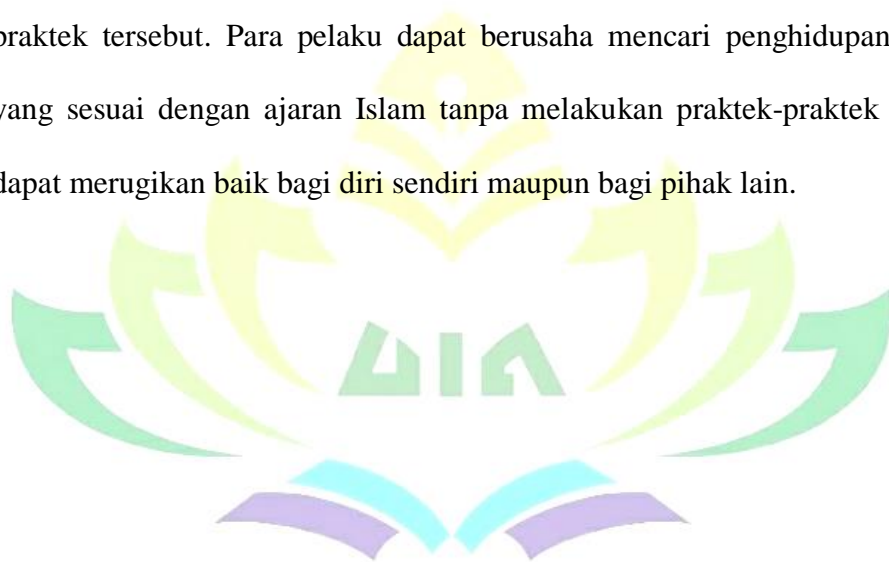 praktek tersebut. Para pelaku dapat berusaha mencari penghidupan
yang sesuai dengan ajaran Islam tanpa melakukan praktek-praktek
dapat merugikan baik bagi diri sendiri maupun bagi pihak lain.
UIN